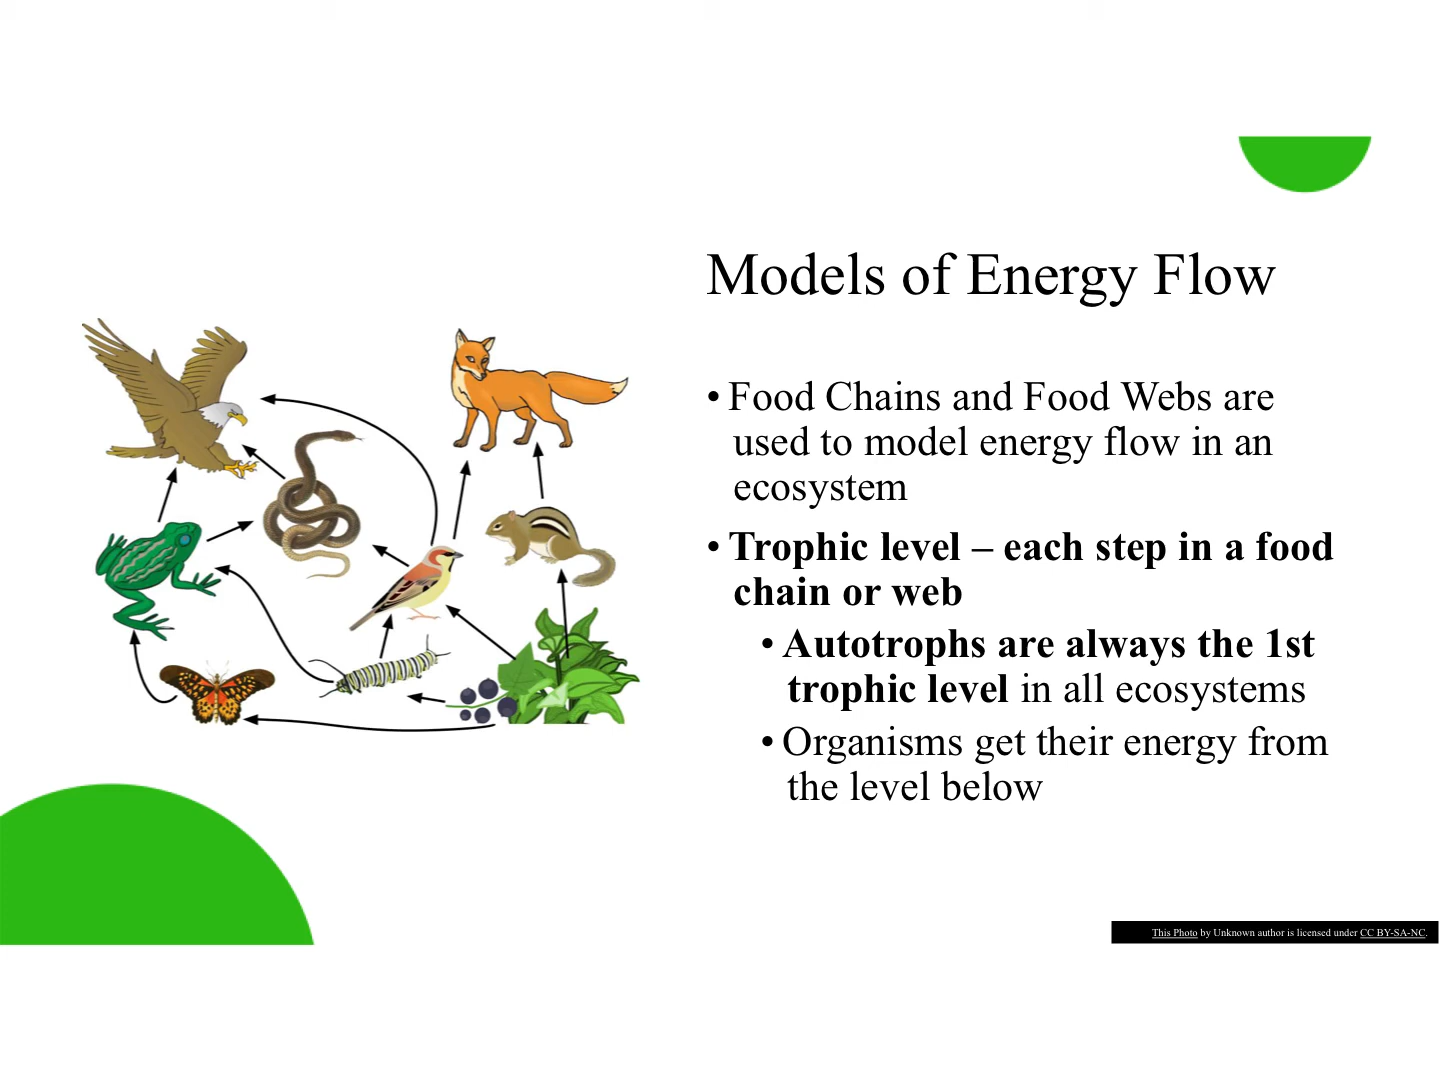 Models of Energy Flow
• Food Chains and Food Webs are
used to model energy flow in an
ecosystem
• Trophic level – each step in a food
chain or web
• Autotrophs are always the 1st
trophic level in all ecosystems
• Organisms get their energy from
the level below
This Photo by Unknown author is licensed under CC BY-SA-NC.